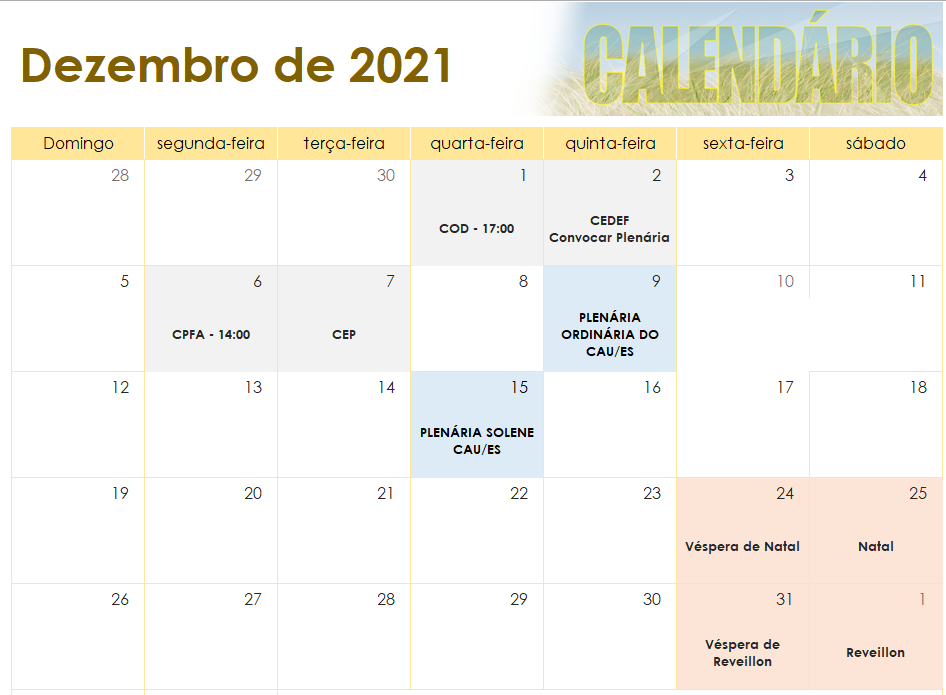 Dezembro de 2021
CALENDÁRIO
Domingo segunda-feira terça-feira quarta-feira quinta-feira sexta-feira sábado
28 29 30 1 2 3 4
COD - 17:00
CEDEF
Convocar Plenária
5 6 7 8 9 10 11
CPFA - 14:00
CEP
PLENÁRIA
ORDINÁRIA DO
CAU/ES
12 13 14 15 16 17 18
PLENÁRIA SOLENE
CAU/ES
19 20 21 22 23 24 25
Véspera de Natal
Natal
26 27 28 29 30 31 1
Véspera de
Reveillon
Reveillon